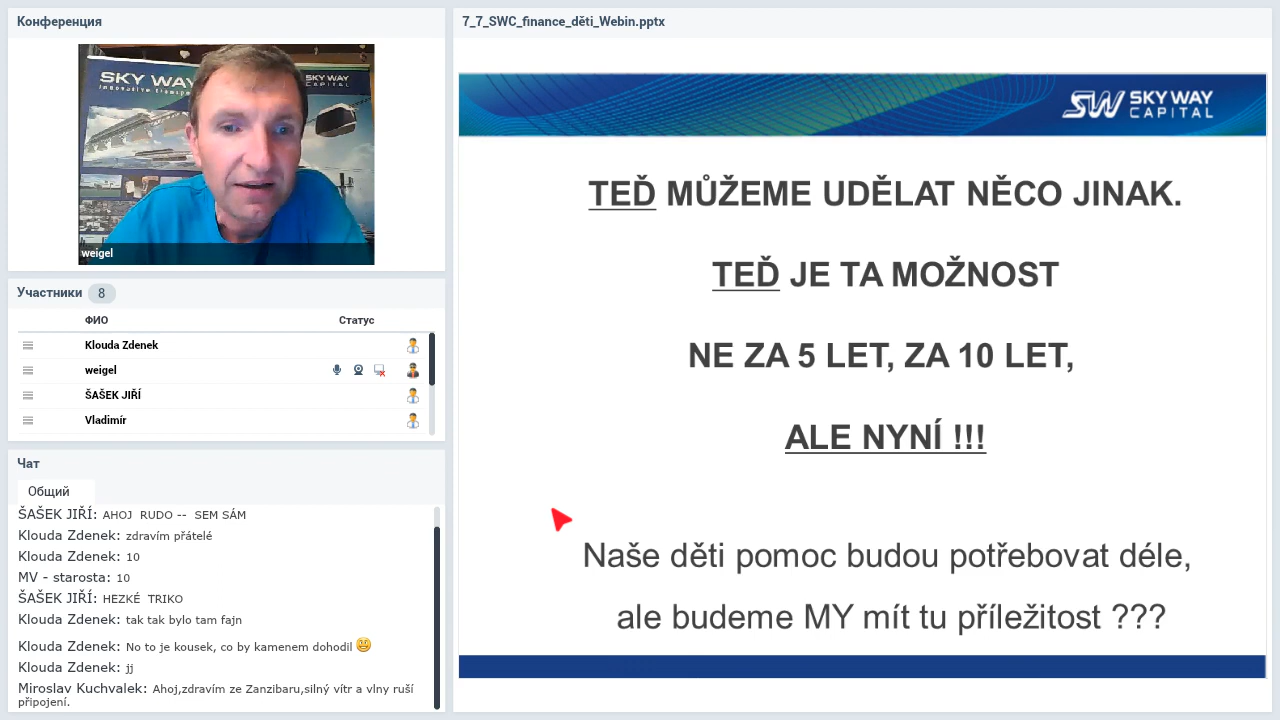 Конференция
SKY WAY
innovative transport
SKY WAY
CAPITAL
weigel
Участники 8
ФИО Статус
Klouda Zdenek
weigel
ŠAŠEK JIŘÍ
Vladimír
Чат
Общий
ŠAŠEK JIŘÍ: AHOJ RUDO -- SEM SÁM
Klouda Zdenek: zdravím přátelé
Klouda Zdenek: 10
MV - starosta: 10
ŠAŠEK JIŘÍ: HEZKÉ TRIKO
Klouda Zdenek: tak tak bylo tam fajn
Klouda Zdenek: No to je kousek, co by kamenem dohodil
Klouda Zdenek: jj
Miroslav Kuchvalek: Ahoj,zdravím ze Zanzibaru,silný vítr a vlny ruší
připojení.
7_7_SWC_finance_děti_Webin.pptx
SW SKY WAY
CAPITAL
TEĎ MŮŽEME UDĚLAT NĚCO JINAK.
TEĎ JE TA MOŽNOST
NE ZA 5 LET, ZA 10 LET,
ALE NYNÍ !!!
Naše děti pomoc budou potřebovat déle,
ale budeme MY mít tu příležitost ???